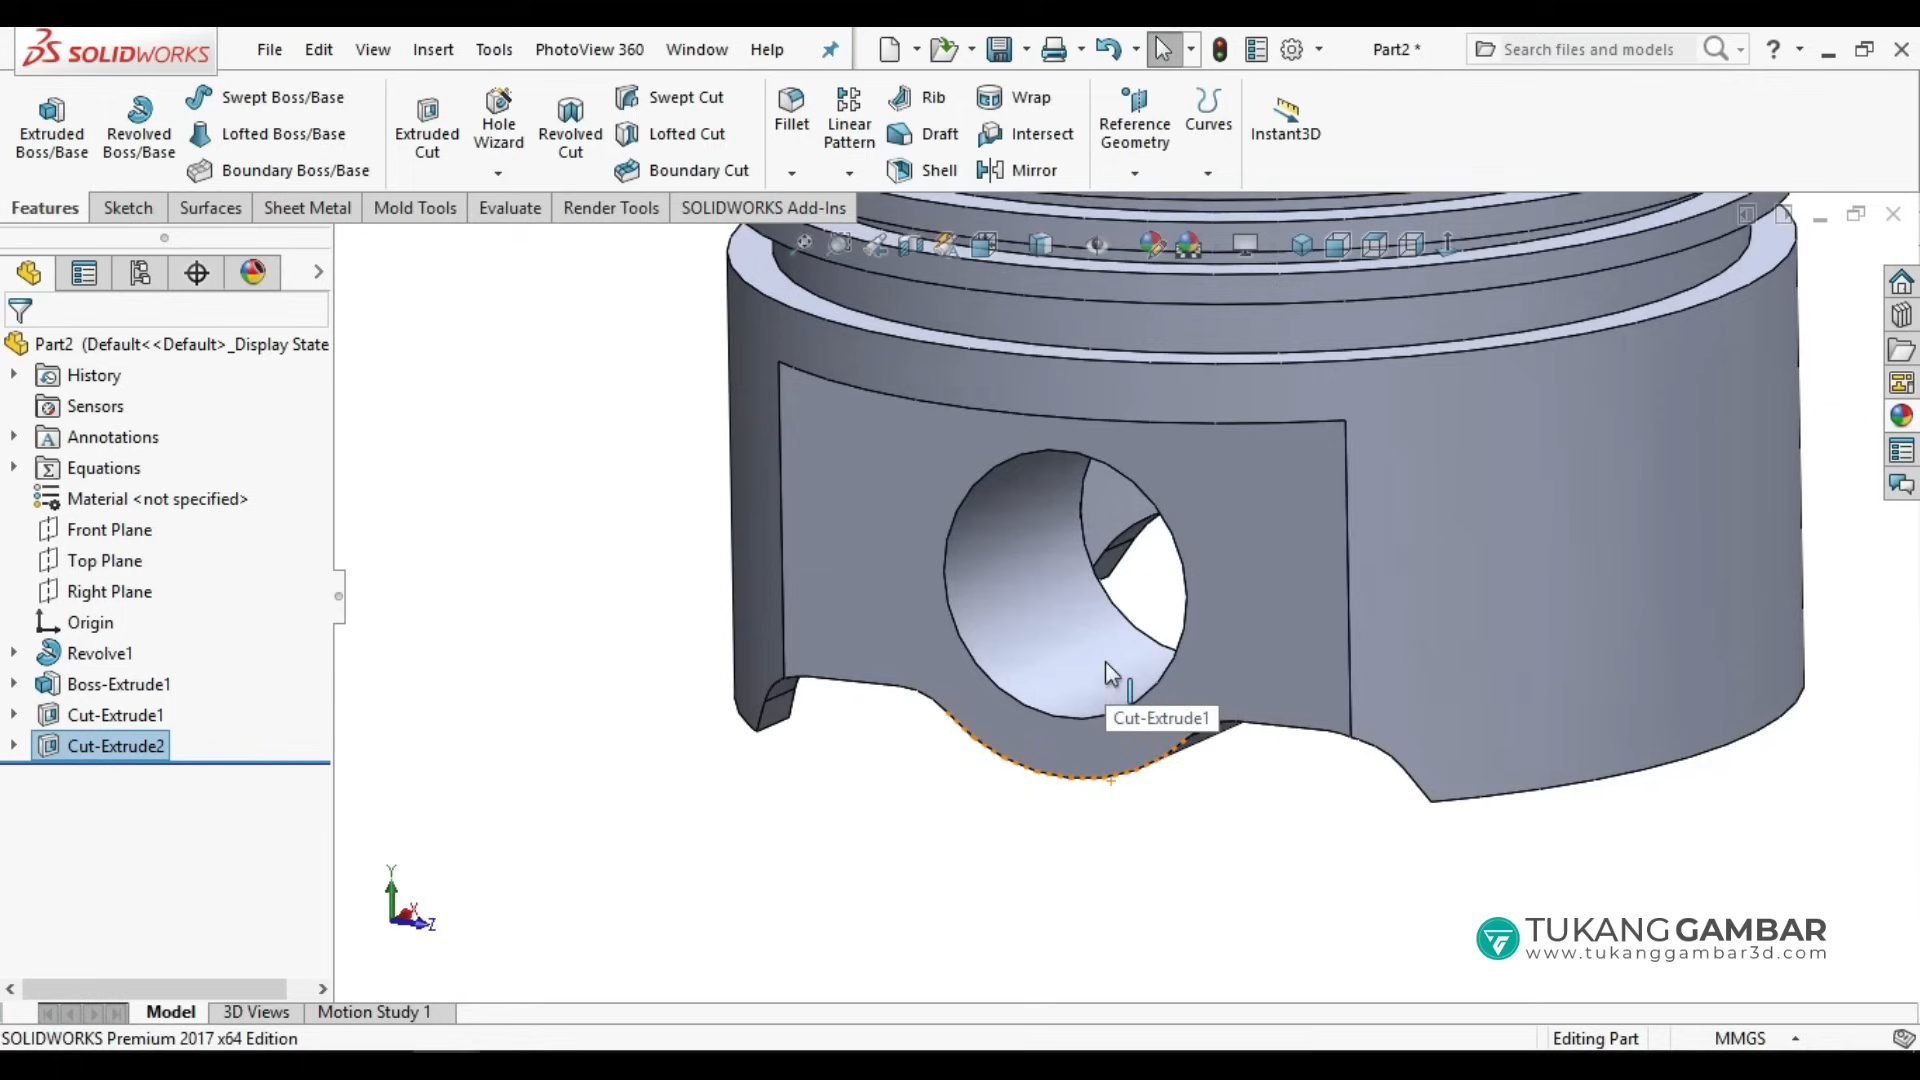 SOLIDWORKS
File Edit View Insert Tools PhotoView 360 Window Help
Part2 *
Search files and models
?
Extruded Boss/Base
Revolved Boss/Base
Swept Boss/Base
Lofted Boss/Base
Boundary Boss/Base
Extruded Cut
Hole Wizard
Revolved Cut
Swept Cut
Lofted Cut
Boundary Cut
Fillet
Linear Pattern
Rib
Draft
Shell
Wrap
Intersect
Mirror
Reference Geometry
Curves
Instant3D
Features Sketch Surfaces Sheet Metal Mold Tools Evaluate Render Tools SOLIDWORKS Add-Ins
Part2 (Default<<Default>_Display State
History
Sensors
Annotations
Equations
Material <not specified>
Front Plane
Top Plane
Right Plane
Origin
Revolve1
Boss-Extrude1
Cut-Extrude1
Cut-Extrude2
Cut-Extrude1
Y
X
Z
TUKANGGAMBAR
www.tukanggambar3d.com
Model 3D Views Motion Study 1
SOLIDWORKS Premium 2017 x64 Edition
Editing Part
MMGS